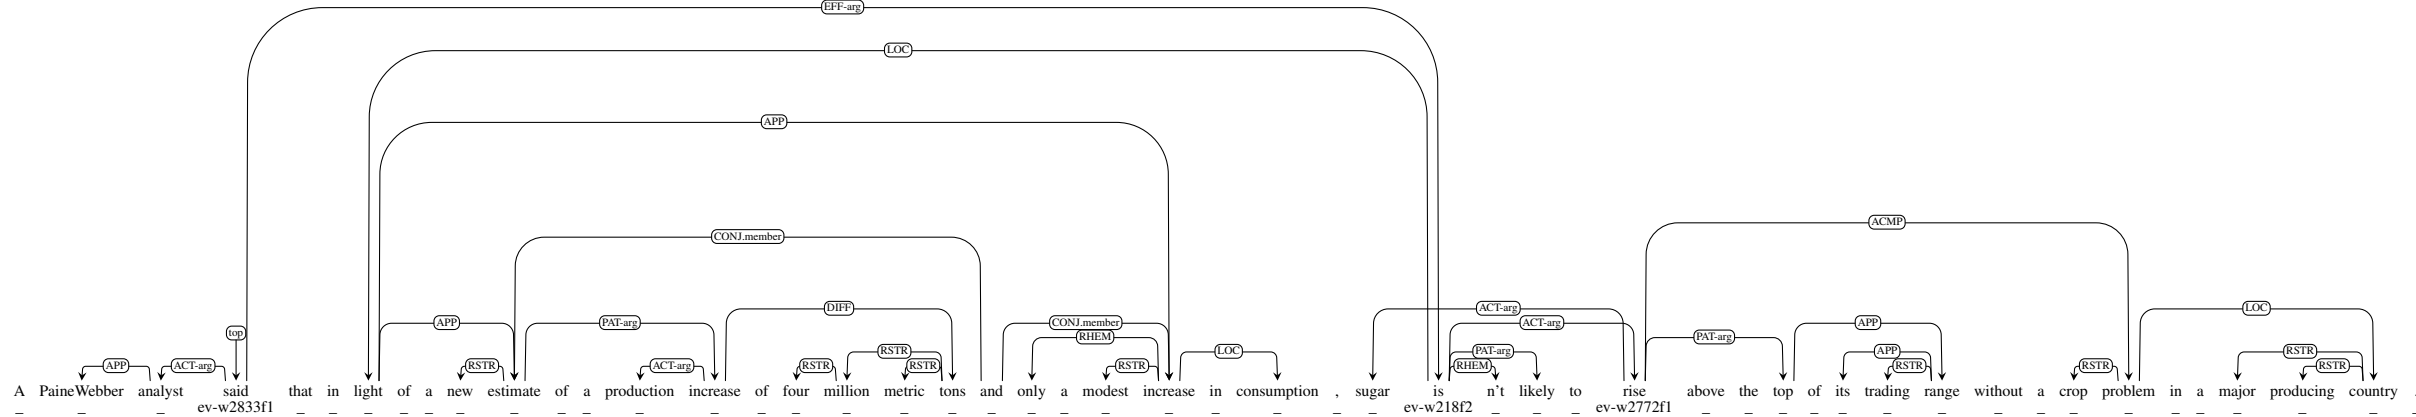 EFF-arg
LOC
APP
ACMP
CONJ.member
DIFF ACT-arg LOC
APP PAT-arg CONJ.member ACT-arg APP
top RHEM PAT-arg
RSTR LOC PAT-arg APP RSTR
APP ACT-arg RSTR ACT-arg RSTR RSTR RSTR RHEM RSTR RSTR RSTR
A PaineWebber analyst said that in light of a new estimate of a production increase of four million metric tons and only a modest increase in consumption , sugar is n't likely to rise above the top of its trading range without a crop problem in a major producing country .
ev-w2833f1 ev-w218f2 ev-w2772f1
_ _ _ _ _ _ _ _ _ _ _ _ _ _ _ _ _ _ _ _ _ _ _ _ _ _ _ _ _ _ _ _ _ _ _ _ _ _ _ _ _ _ _ _ _ _ _